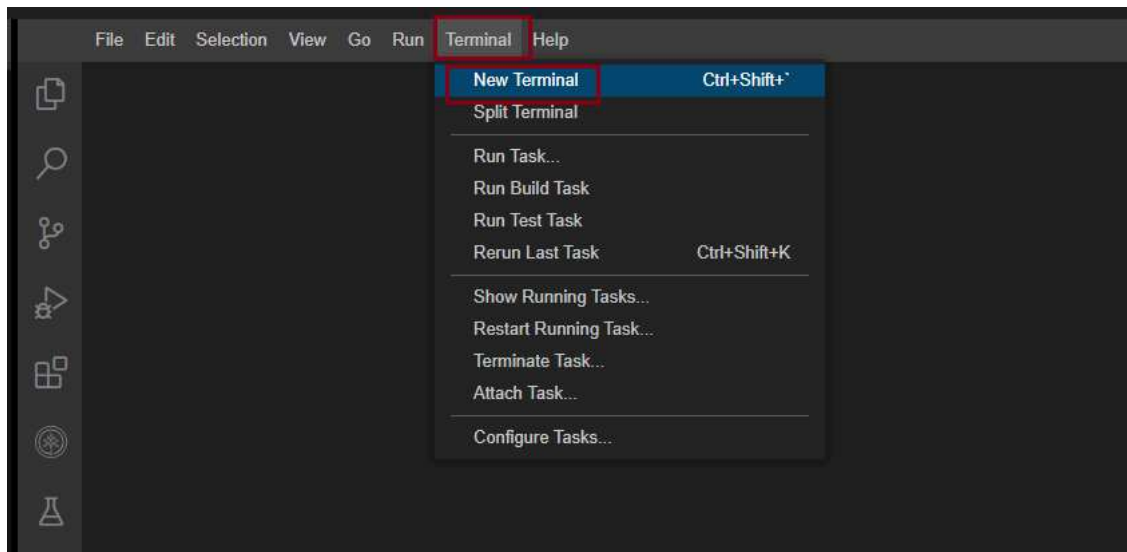 File Edit Selection View Go Run Terminal Help
New Terminal Ctrl+Shift+`
Split Terminal
Run Task...
Run Build Task
Run Test Task
Rerun Last Task Ctrl+Shift+K
Show Running Tasks...
Restart Running Task...
Terminate Task...
Attach Task...
Configure Tasks...